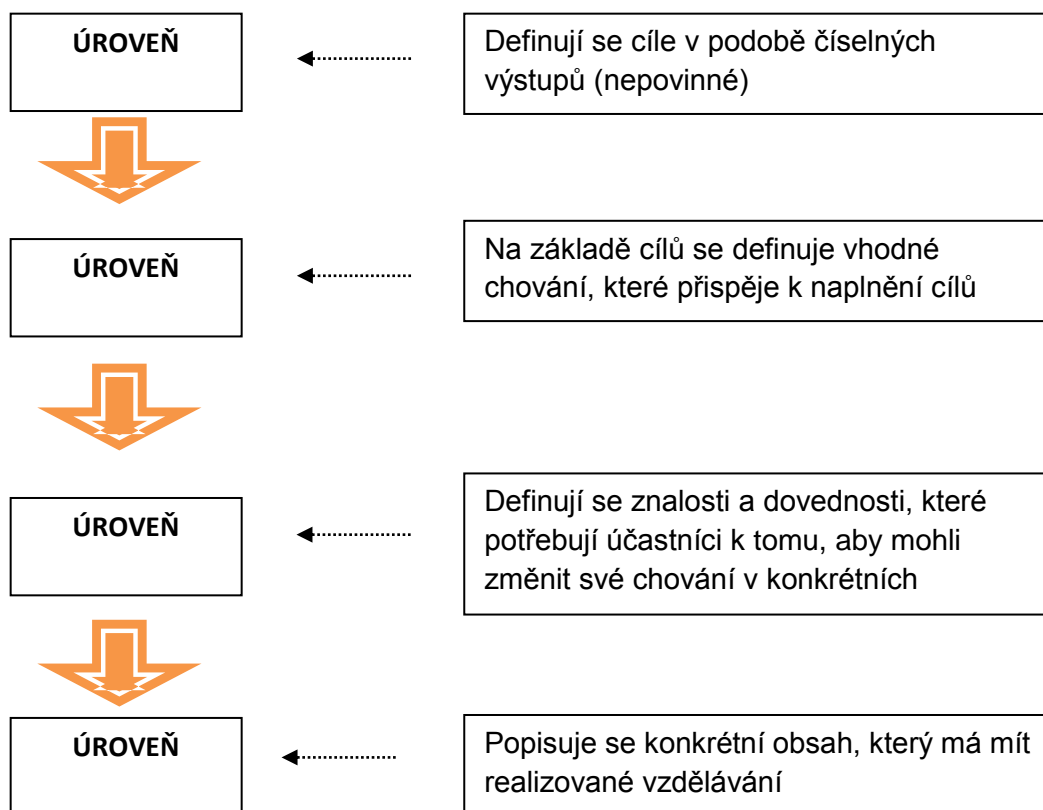 ÚROVEŇ
Definují se cíle v podobě číselných
výstupů (nepovinné)
ÚROVEŇ
Na základě cílů se definuje vhodné
chování, které přispěje k naplnění cílů
ÚROVEŇ
Definují se znalosti a dovednosti, které
potřebují účastníci k tomu, aby mohli
změnit své chování v konkrétních
ÚROVEŇ
Popisuje se konkrétní obsah, který má mít
realizované vzdělávání